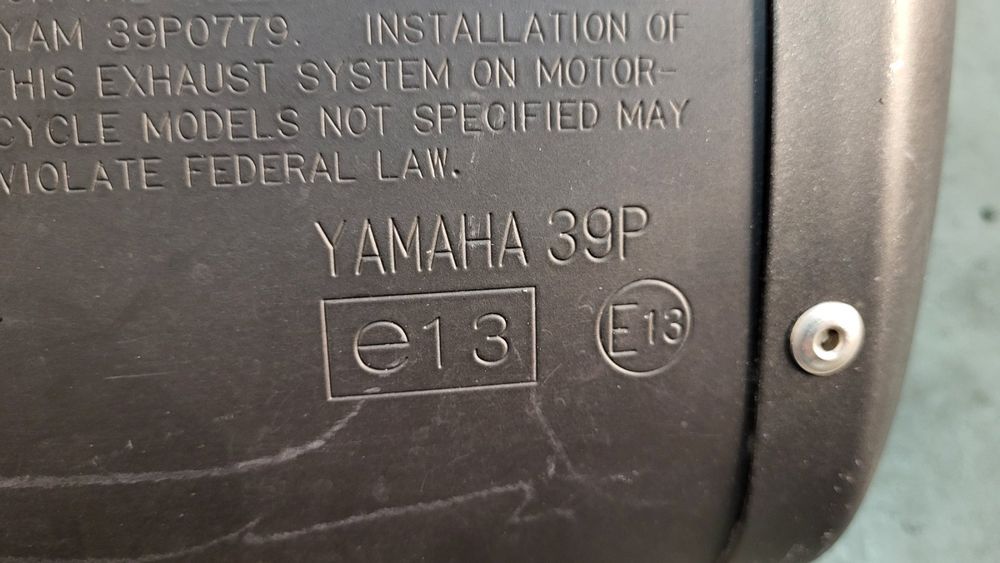 YAM 39P0779. INSTALLATION OF
THIS EXHAUST SYSTEM ON MOTOR-
CYCLE MODELS NOT SPECIFIED MAY
VIOLATE FEDERAL LAW.
YAMAHA 39P
e13 E13